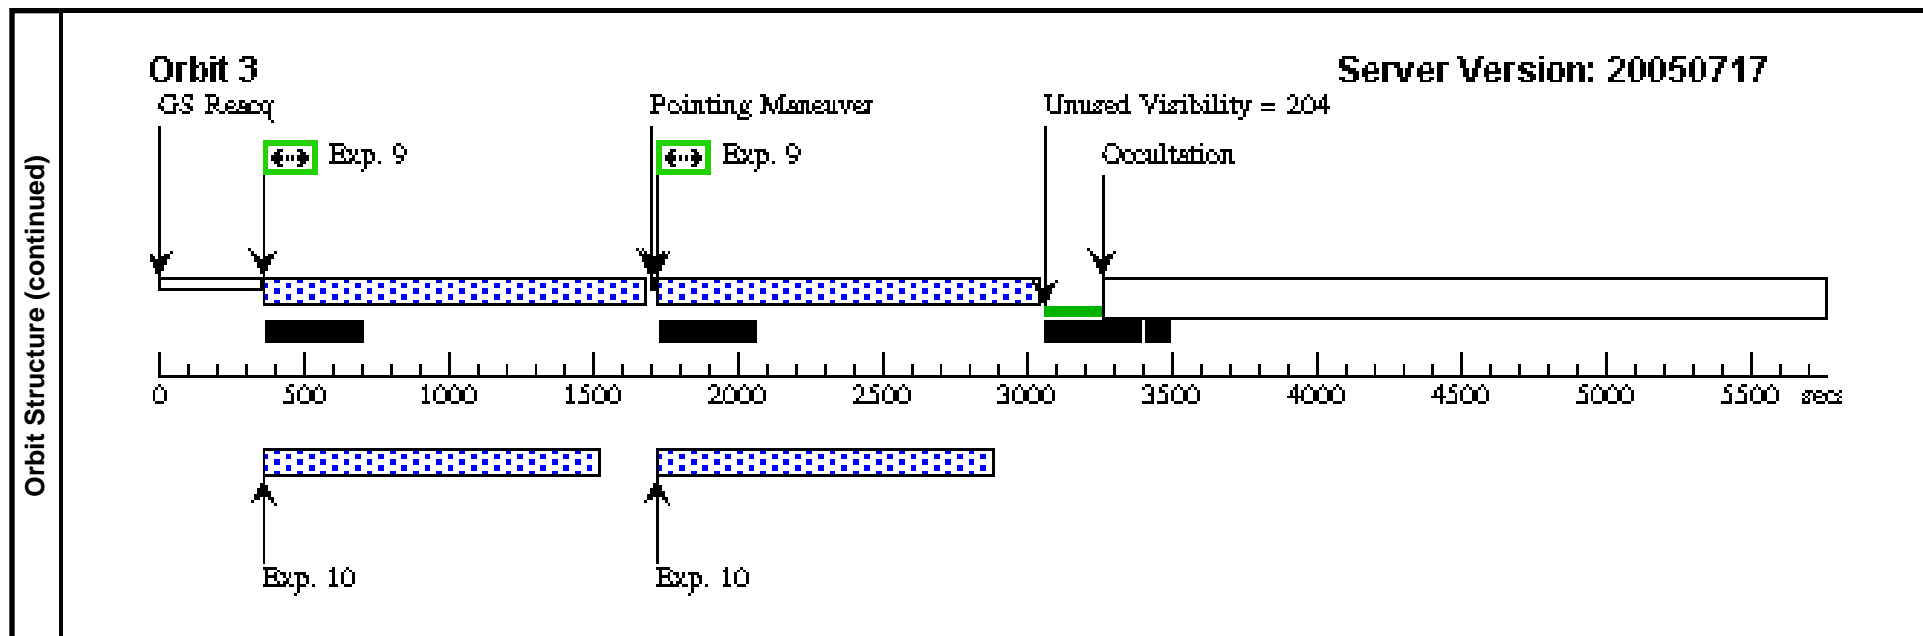 Orbit Structure (continued)
Orbit 3
Server Version: 20050717
GS Reacq
Pointing Maneuver
Unused Visibility = 204
Exp. 9
Exp. 9
Occultation
0 500 1000 1500 2000 2500 3000 3500 4000 4500 5000 5500 secs
Exp. 10
Exp. 10